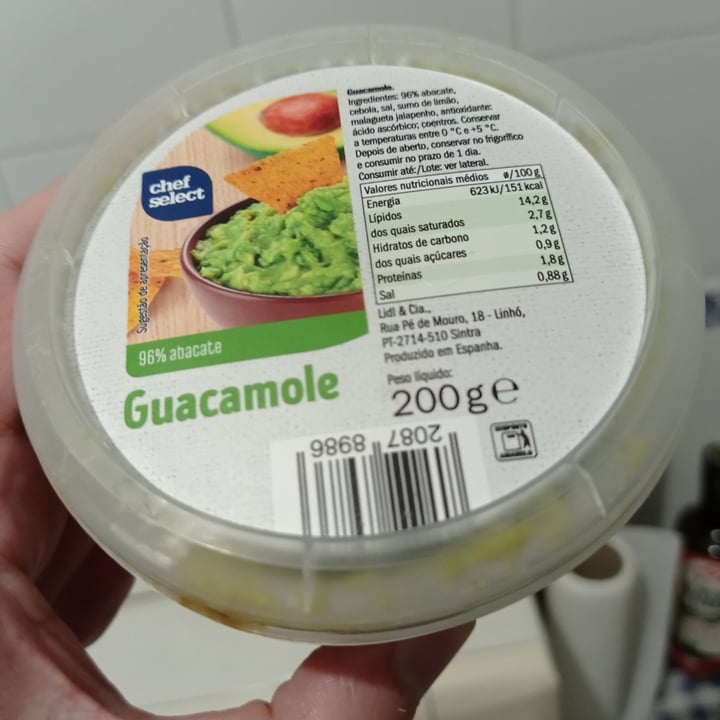 chef
select
Sugestão de apresentação
96% abacate
Guacamole
Guacamole.
Ingredientes: 96% abacate,
cebola, sal, sumo de limão,
malagueta jalapenho, antioxidante:
ácido ascórbico; coentros. Conservar
a temperaturas entre 0 °C e +5 °C.
Depois de aberto, conservar no frigorífico
e consumir no prazo de 1 dia.
Consumir até:/Lote: ver lateral.
Valores nutricionais médios ø/100 g
Energia 623 kJ/151 kcal
Lípidos 14,2 g
dos quais saturados 2,7 g
Hidratos de carbono 1,2 g
dos quais açúcares 0,9 g
Proteínas 1,8 g
Sal 0,88 g
Lidl & Cia.,
Rua Pé de Mouro, 18 - Linhó,
PT-2714-510 Sintra
Produzido em Espanha.
Peso líquido:
200 g e
2087 8986